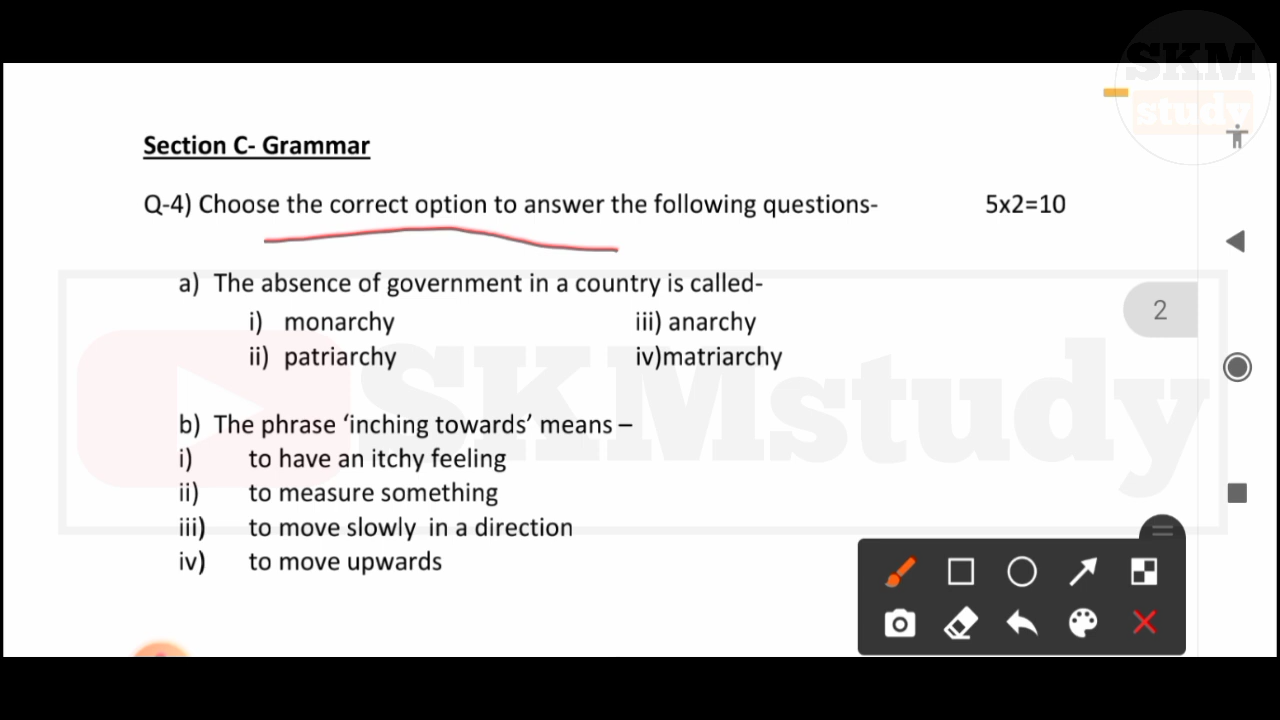 SKM
study
Section C- Grammar
Q-4) Choose the correct option to answer the following questions- 5x2=10
a) The absence of government in a country is called-
i) monarchy iii) anarchy
ii) patriarchy iv)matriarchy
2
b) The phrase ‘inching towards’ means –
i) to have an itchy feeling
ii) to measure something
iii) to move slowly in a direction
iv) to move upwards
SKMstudy